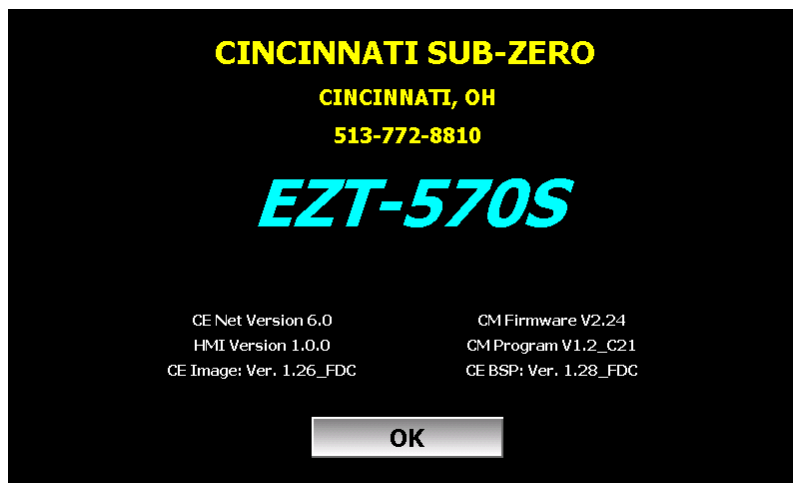 CINCINNATI SUB-ZERO
CINCINNATI, OH
513-772-8810
EZT-570S
CE Net Version 6.0
CM Firmware V2.24
HMI Version 1.0.0
CM Program V1.2_C21
CE Image: Ver. 1.26_FDC
CE BSP: Ver. 1.28_FDC
OK